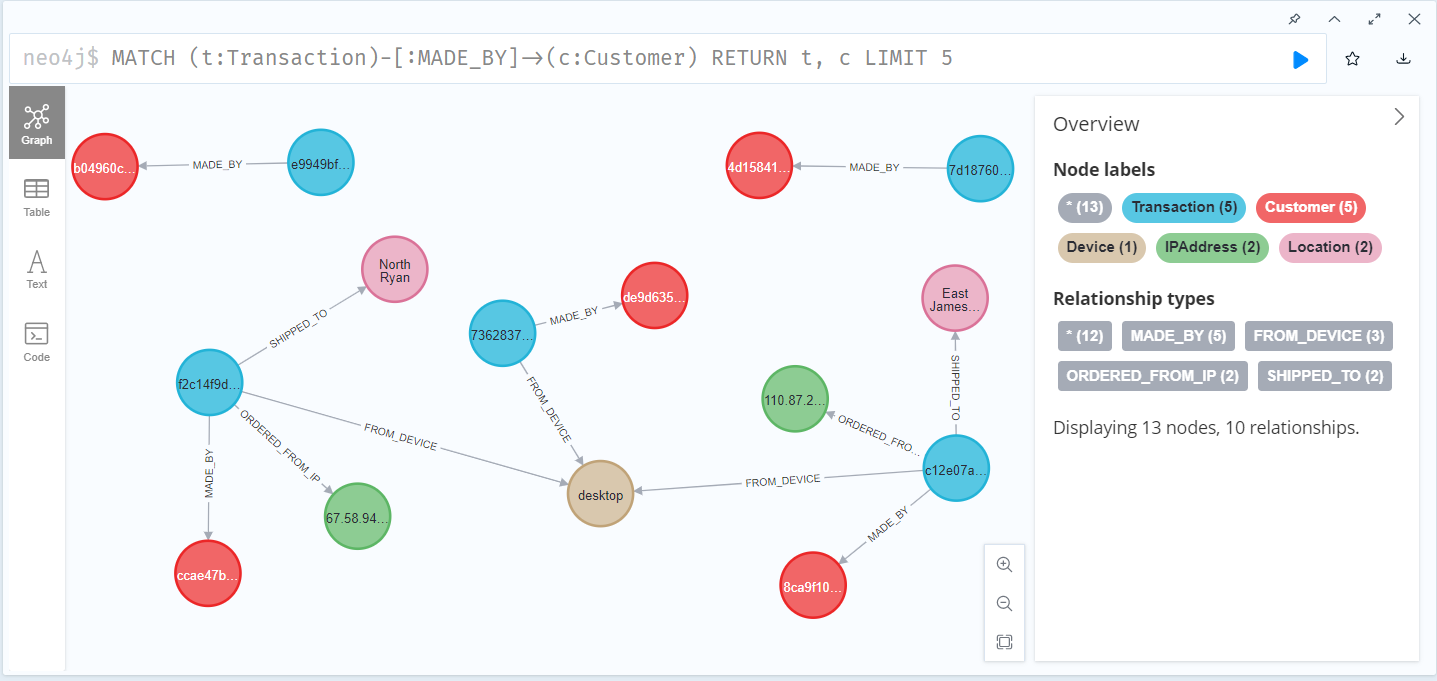 neo4j$ MATCH (t:Transaction)-[:MADE_BY]->(c:Customer) RETURN t, c LIMIT 5
Graph
Table
Text
Code
b04960c...
MADE_BY
e9949bf...
4d15841...
MADE_BY
7d18760...
North
Ryan
SHIPPED_TO
f2c14f9d...
MADE_BY
ORDERED_FROM_IP
FROM_DEVICE
67.58.94...
ccae47b...
7362837...
MADE_BY
de9d635...
FROM_DEVICE
desktop
East
James...
SHIPPED_TO
110.87.2...
ORDERED_FRO...
c12e07a...
FROM_DEVICE
MADE_BY
8ca9f10...
Overview
Node labels
* (13) Transaction (5) Customer (5)
Device (1) IPAddress (2) Location (2)
Relationship types
* (12) MADE_BY (5) FROM_DEVICE (3)
ORDERED_FROM_IP (2) SHIPPED_TO (2)
Displaying 13 nodes, 10 relationships.